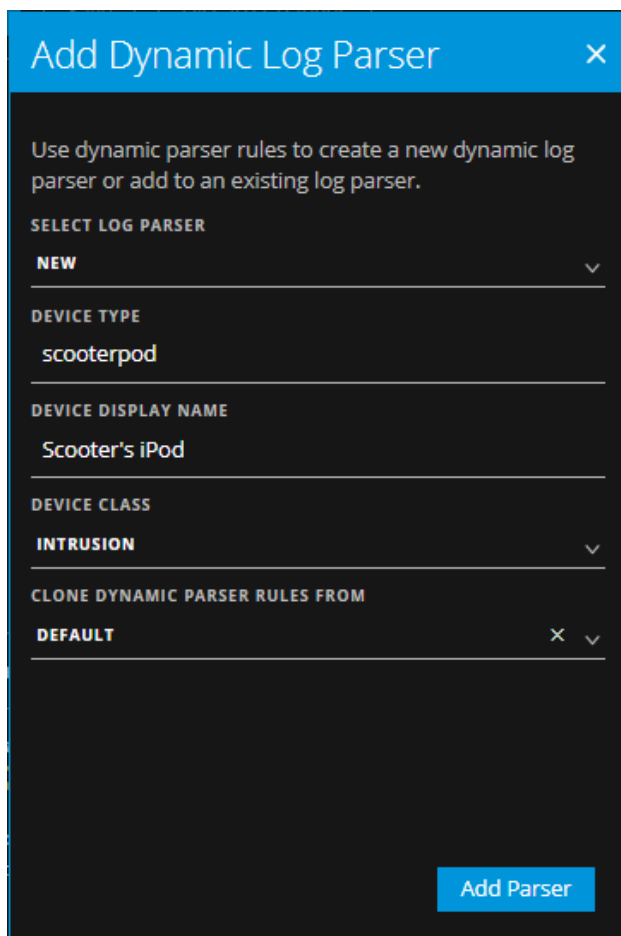 Add Dynamic Log Parser
Use dynamic parser rules to create a new dynamic log
parser or add to an existing log parser.
SELECT LOG PARSER
NEW
DEVICE TYPE
scooterpod
DEVICE DISPLAY NAME
Scooter's iPod
DEVICE CLASS
INTRUSION
CLONE DYNAMIC PARSER RULES FROM
DEFAULT
Add Parser